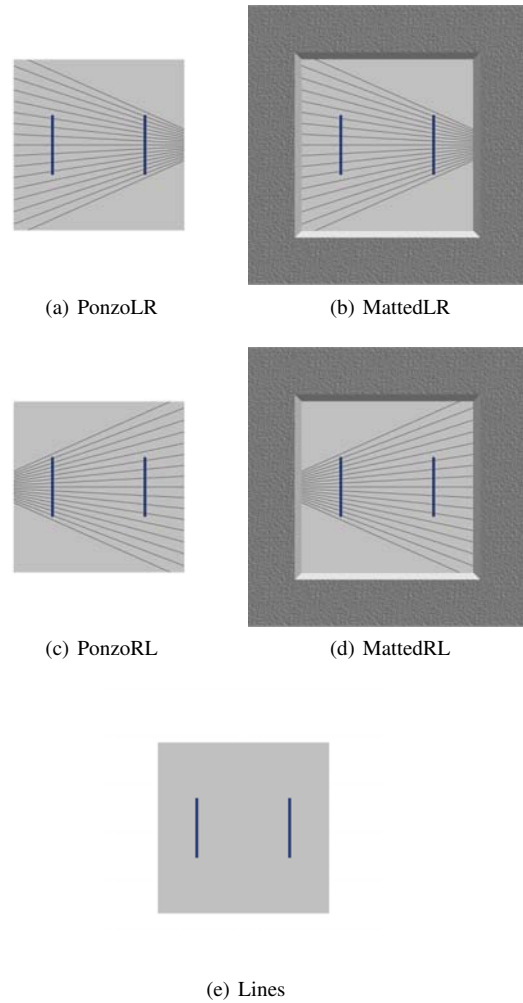 (a) PonzoLR
(b) MattedLR
(c) PonzoRL
(d) MattedRL
(e) Lines